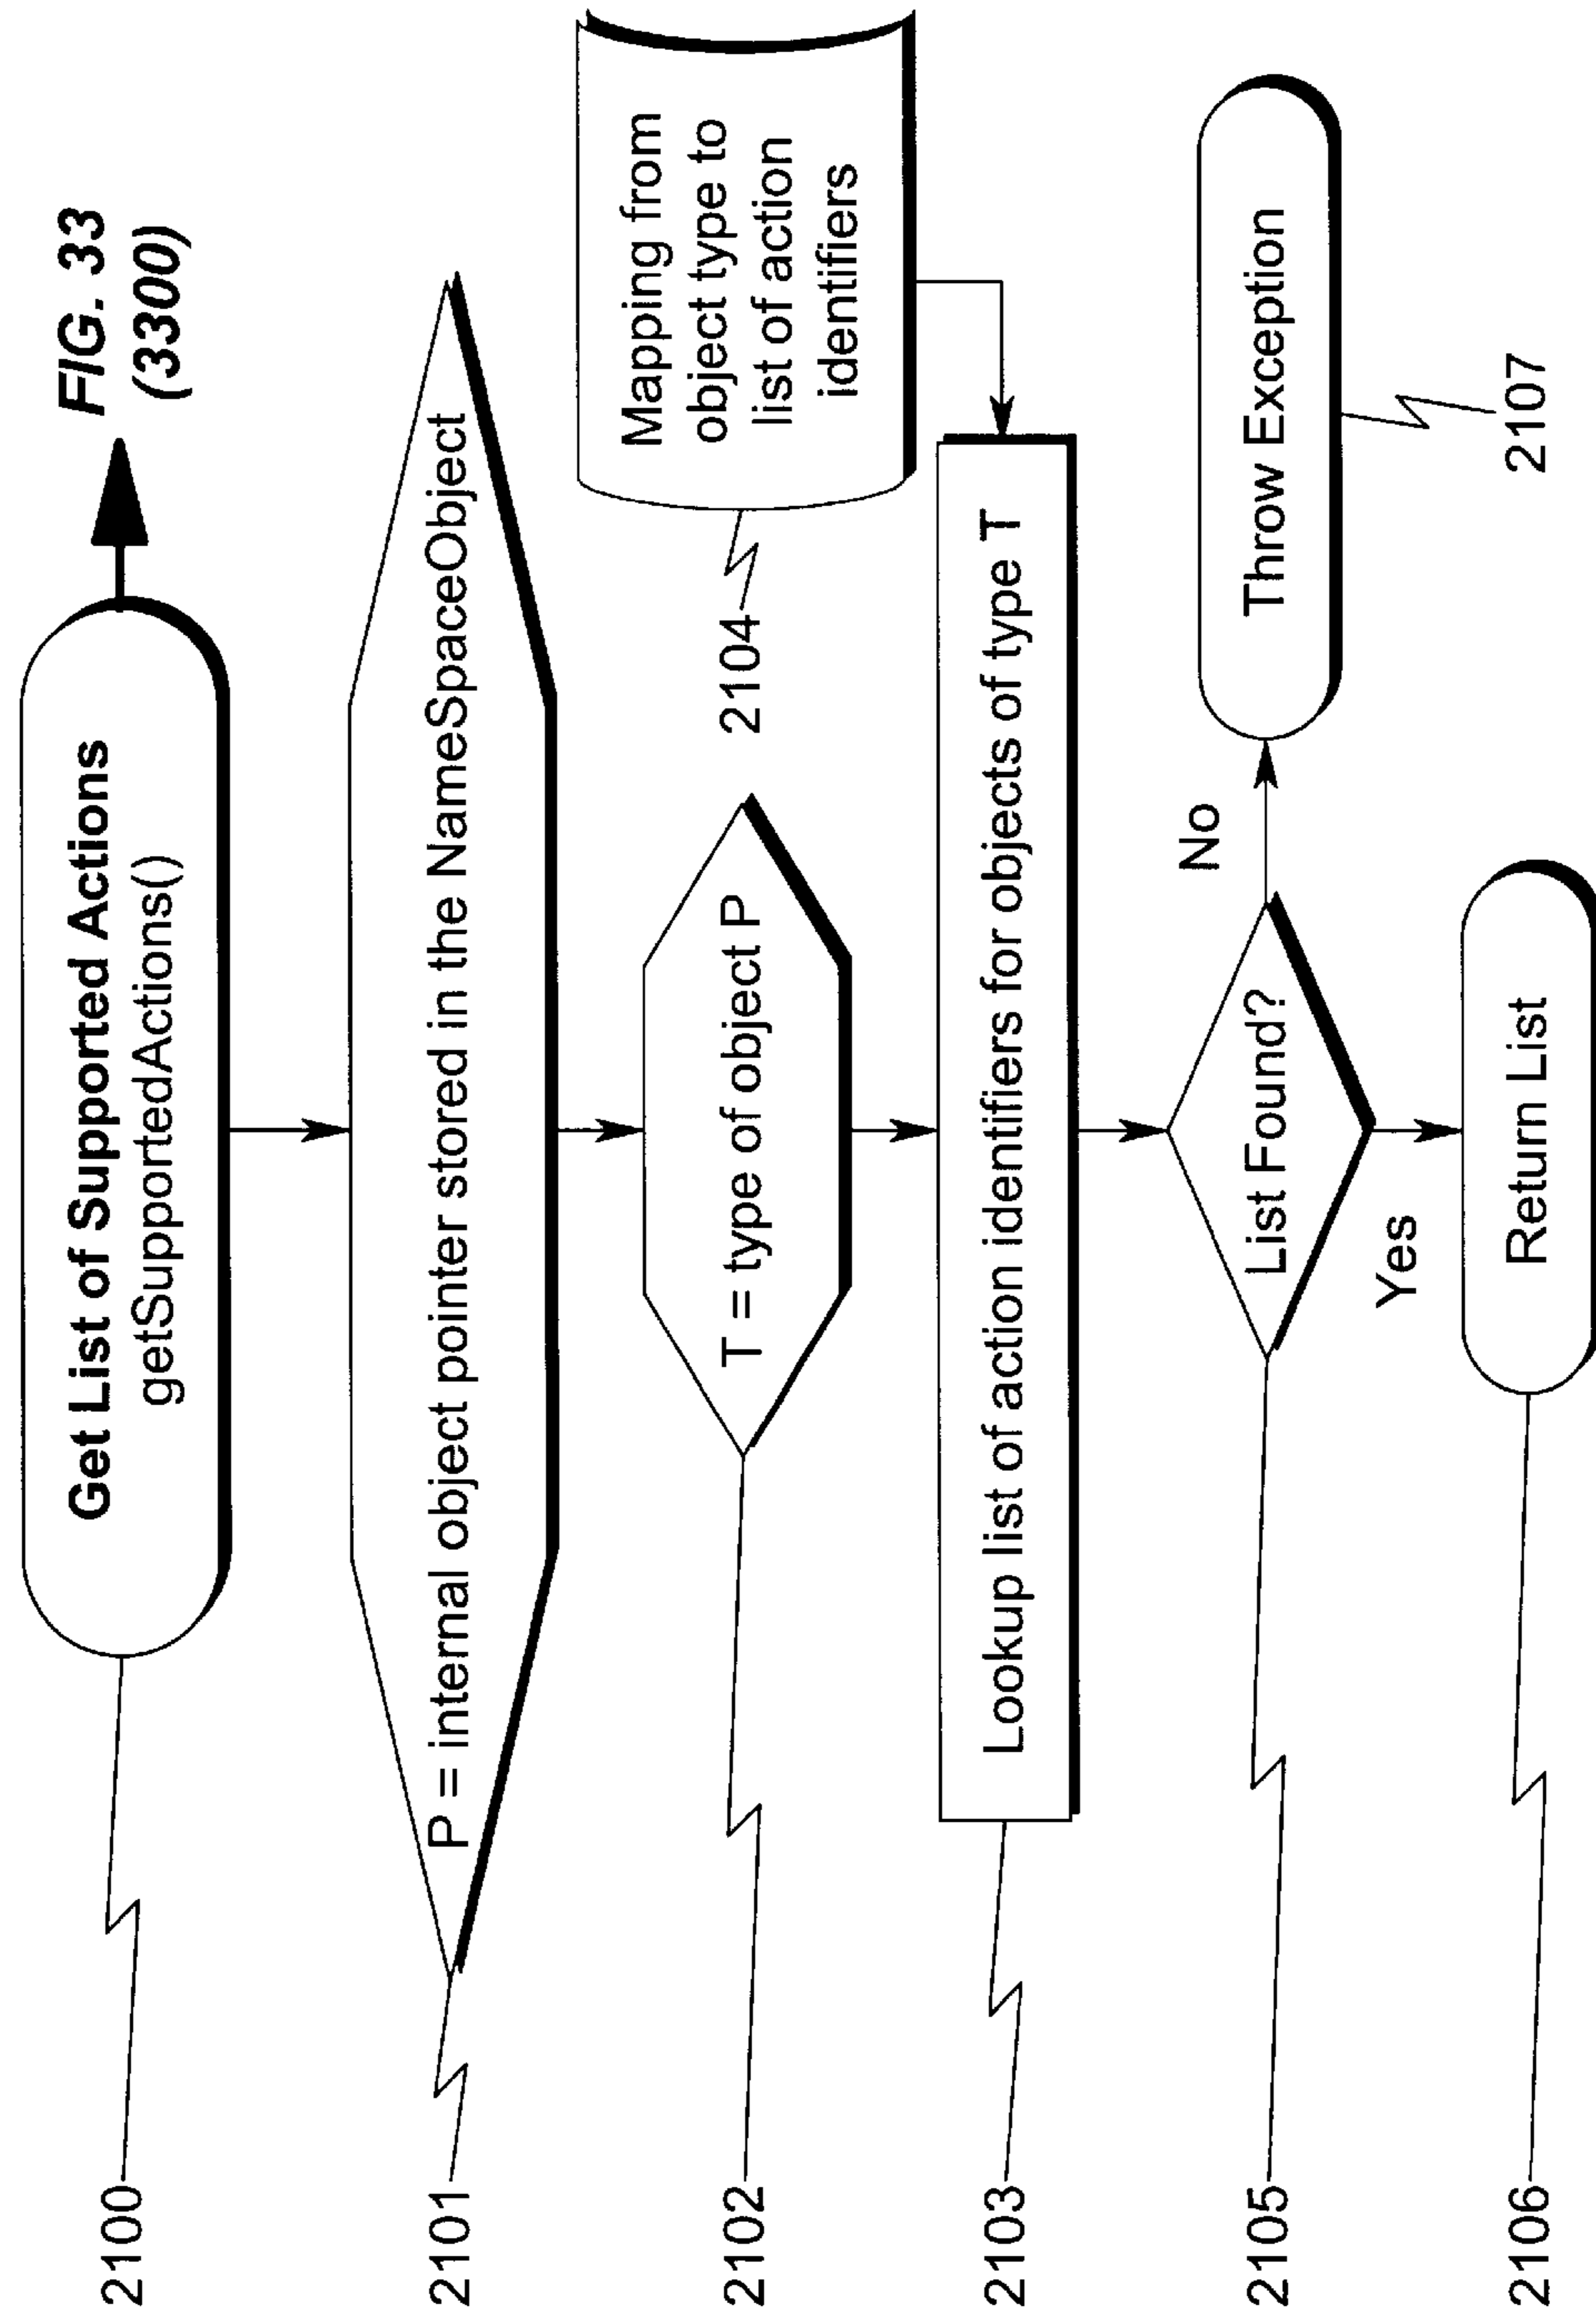 Get List of Supported Actions
getSupportedActions()
FIG. 33
(3300)
2100
P = internal object pointer stored in the NameSpaceObject
2101
T = type of object P
2102
Mapping from
object type to
list of action
identifiers
2104
Lookup list of action identifiers for objects of type T
2103
List Found?
2105
No
Throw Exception
2107
Yes
Return List
2106